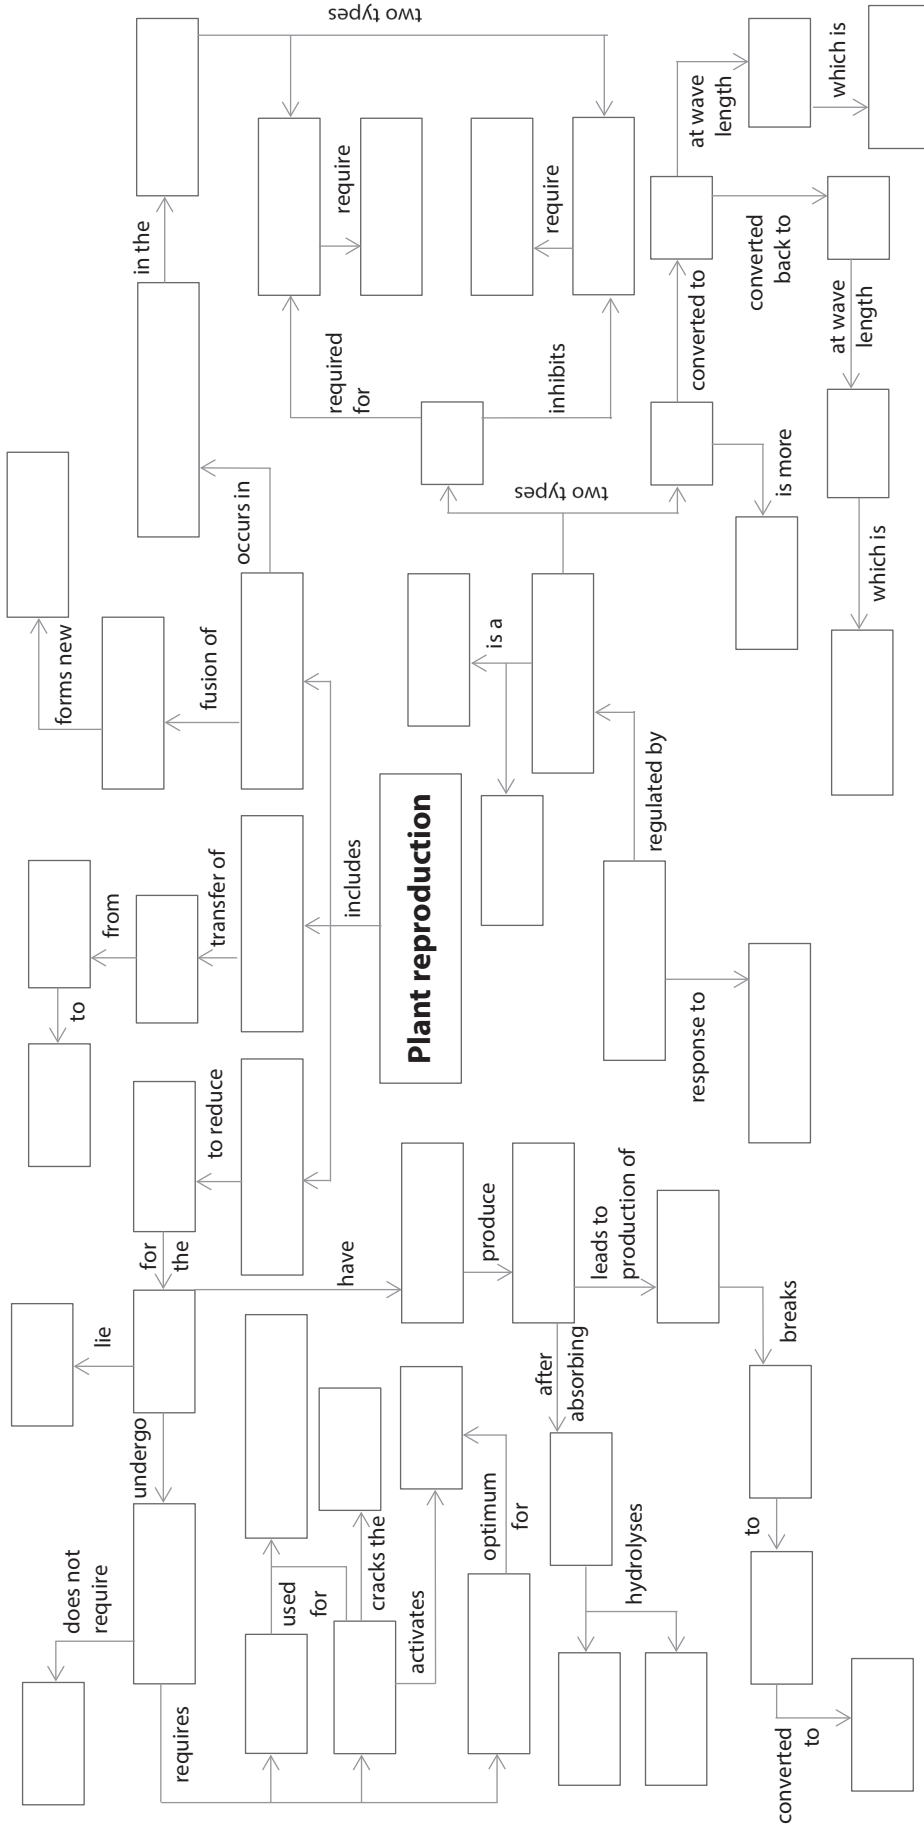 does not
require
requires
undergo
lie
for
the
to reduce
to
from
transfer of
forms new
fusion of
occurs in
in the
two types
used
for
cracks the
activates
optimum
for
have
includes
Plant reproduction
is a
two types
required
for
inhibits
require
require
produce
after
absorbing
leads to
production of
hydrolyses
breaks
to
converted
to
regulated by
response to
converted to
is more
at wave
length
which is
converted
back to
at wave
length
which is